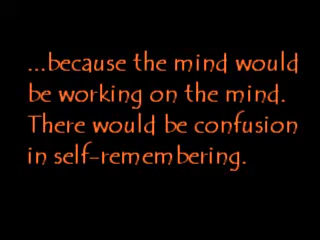 ...because the mind would
be working on the mind.
There would be confusion
in self-remembering.